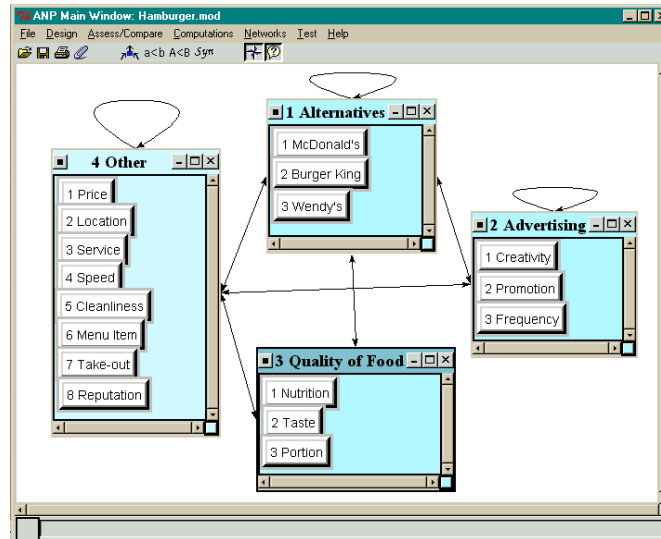 ANP Main Window: Hamburger.mod
File Design Assess/Compare Computations Networks Test Help
a<b A<B Syn
1 Alternatives
1 McDonald's
2 Burger King
3 Wendy's
4 Other
1 Price
2 Location
3 Service
4 Speed
5 Cleanliness
6 Menu Item
7 Take-out
8 Reputation
2 Advertising
1 Creativity
2 Promotion
3 Frequency
3 Quality of Food
1 Nutrition
2 Taste
3 Portion